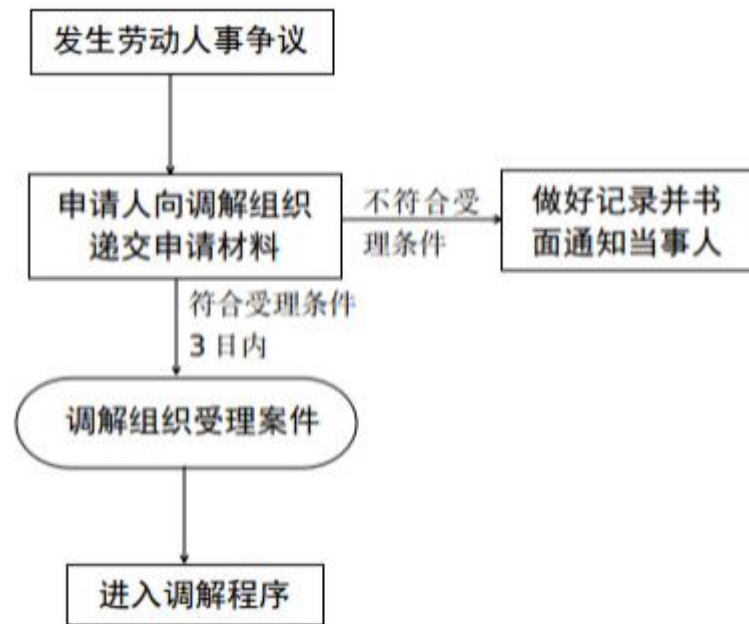 发生劳动人事争议
申请人向调解组织
递交申请材料
不符合受
理条件
做好记录并书
面通知当事人
符合受理条件
3 日内
调解组织受理案件
进入调解程序